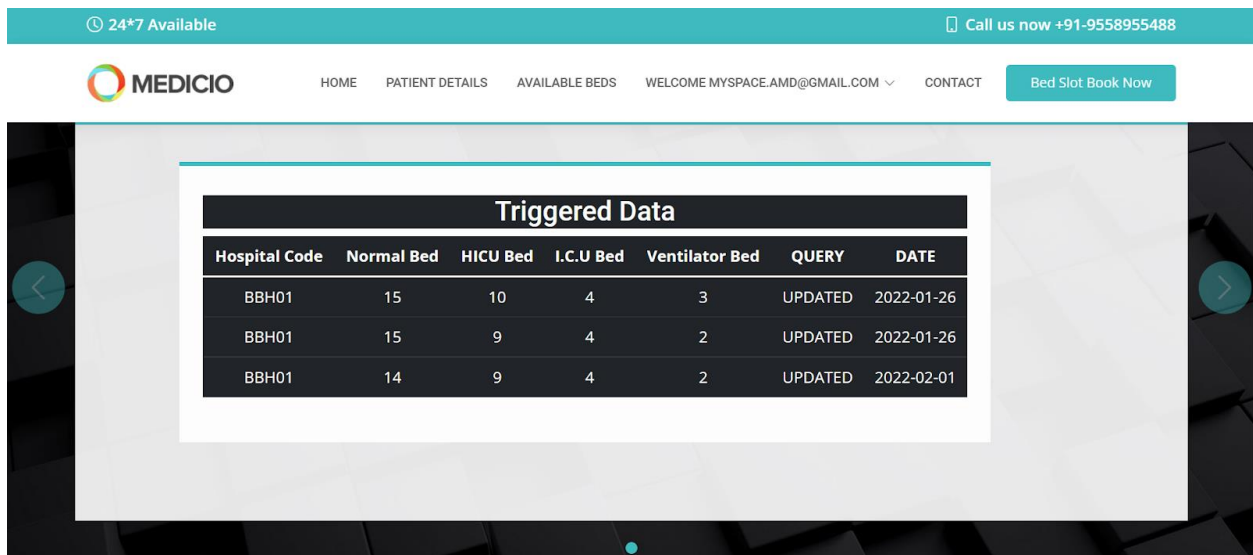 24*7 Available Call us now +91-9558955488
MEDICIO HOME PATIENT DETAILS AVAILABLE BEDS WELCOME MYSPACE.AMD@GMAIL.COM CONTACT Bed Slot Book Now
Triggered Data
Hospital Code Normal Bed HICU Bed I.C.U Bed Ventilator Bed QUERY DATE
BBH01 15 10 4 3 UPDATED 2022-01-26
BBH01 15 9 4 2 UPDATED 2022-01-26
BBH01 14 9 4 2 UPDATED 2022-02-01